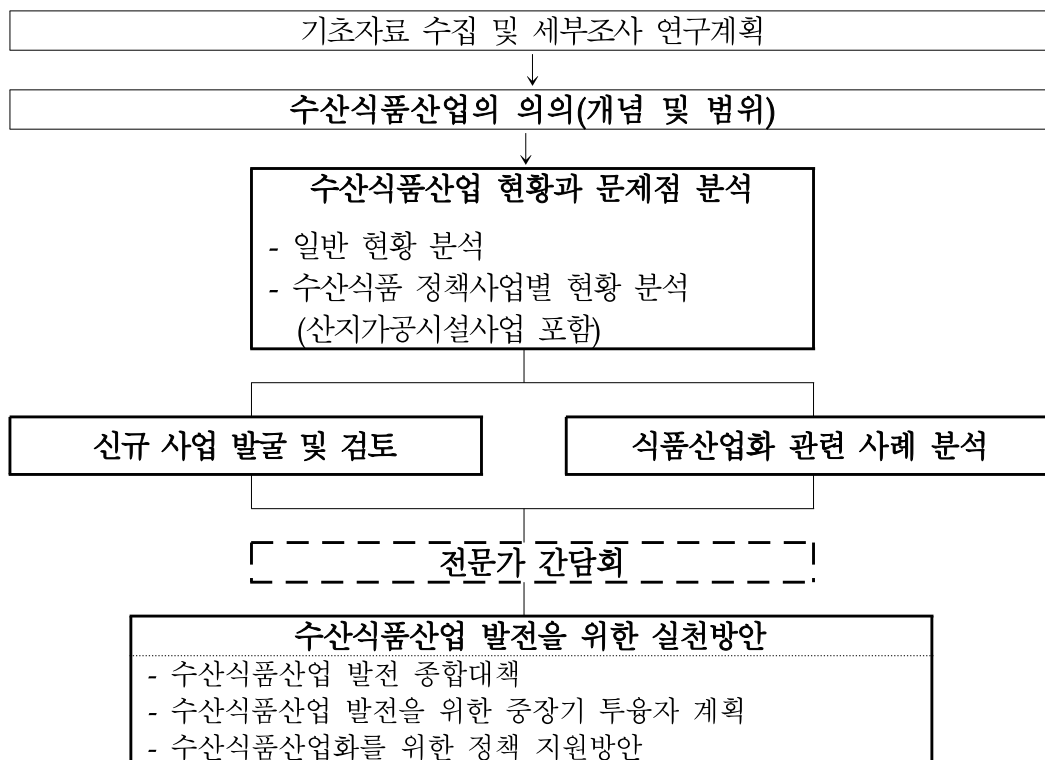 기초자료 수집 및 세부조사 연구계획
수산식품산업의 의의(개념 및 범위)
수산식품산업 현황과 문제점 분석
- 일반 현황 분석
- 수산식품 정책사업별 현황 분석
(산지가공시설사업 포함)
신규 사업 발굴 및 검토
식품산업화 관련 사례 분석
전문가 간담회
수산식품산업 발전을 위한 실천방안
- 수산식품산업 발전 종합대책
- 수산식품산업 발전을 위한 중장기 투융자 계획
- 수산식품산업화를 위한 정책 지원방안